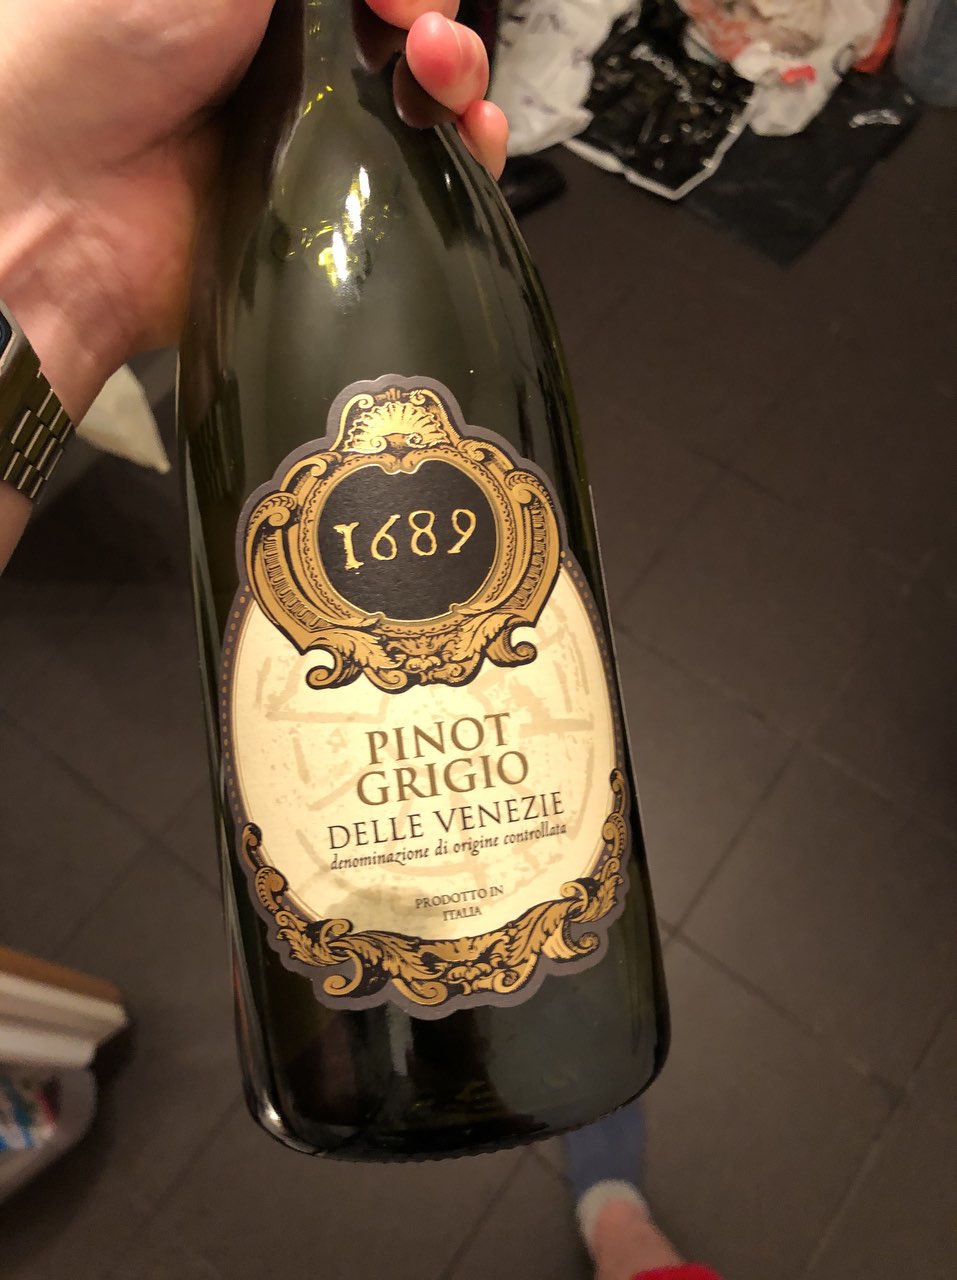 1689
PINOT
GRIGIO
DELLE VENEZIE
denominazione di origine controllata
PRODOTTO IN
ITALIA